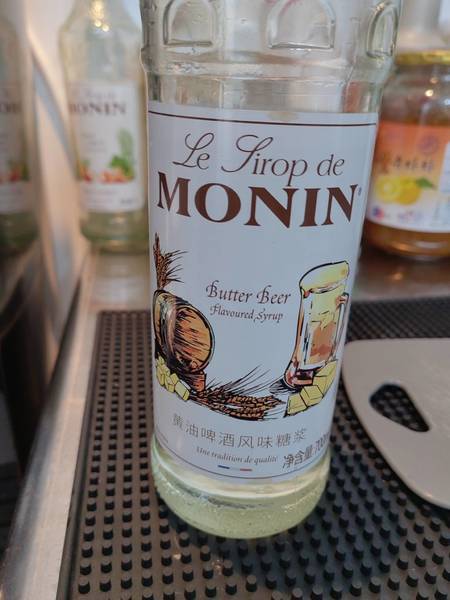 Le Sirop de
MONIN
Butter Beer
Flavoured Syrup
黄油啤酒风味糖浆
Une tradition de qualité
净含量 700
MONIN